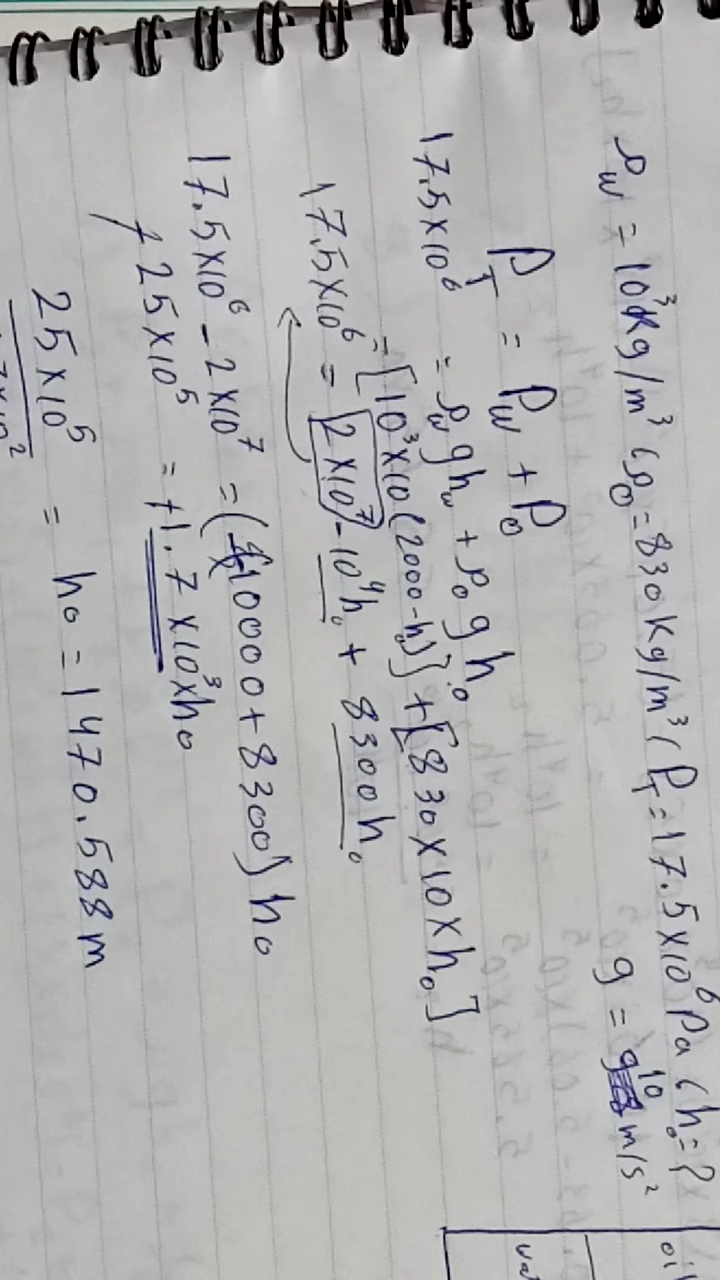 ρw = 10³ Kg/m³ ( ρo = 830 Kg/m³ ( PT = 17.5×10⁶ Pa ( ho = ?
g = 10 m/s²
PT = Pw + Po
17.5×10⁶ = ρw g hw + ρo g ho
= [10³×10(2000-ho)] + [830×10×ho]
17.5×10⁶ = 2×10⁷ - 10⁴ho + 8300ho
17.5×10⁶ - 2×10⁷ = (-10000+8300) ho
+25×10⁵ = +1.7×10³×ho
25×10⁵ = ho = 1470.588 m
oil